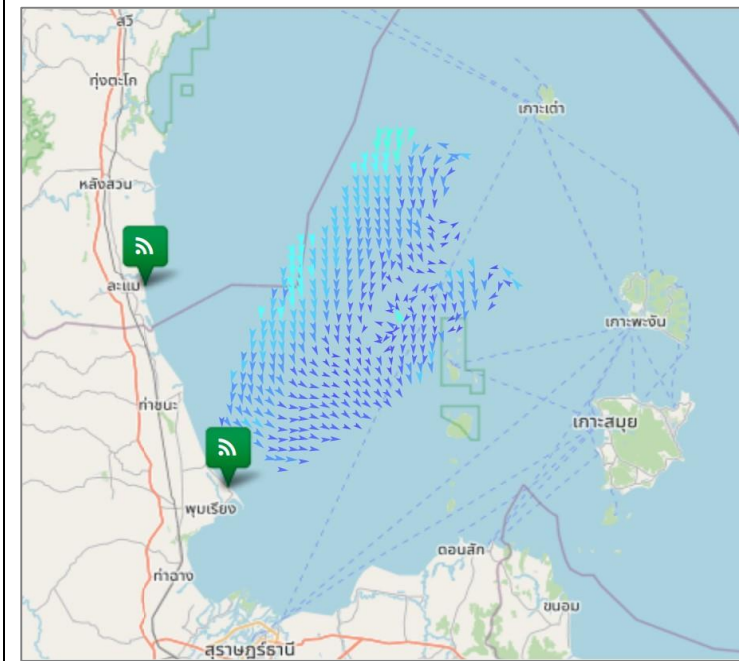 สวี
ทุ่งตะโก
เกาะเต่า
หลังสวน
ละแม
เกาะพะงัน
ท่าชนะ
เกาะสมุย
พุมเรียง
ดอนสัก
ท่าฉาง
ขนอม
สุราษฎร์ธานี